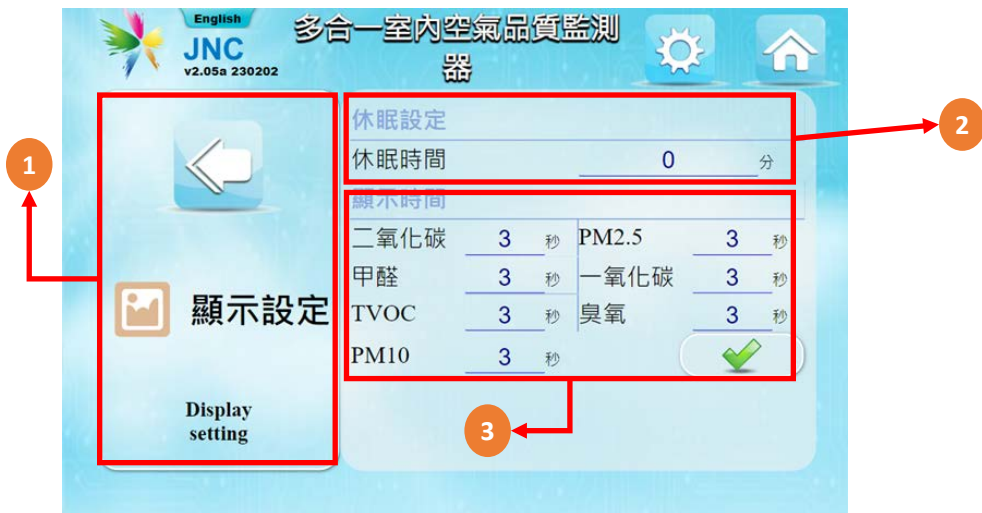 English
JNC
v2.05a 230202
多合一室內空氣品質監測
器
1
顯示設定
Display
setting
2
休眠設定
休眠時間 0 分
顯示時間
二氧化碳 3 秒 PM2.5 3 秒
甲醛 3 秒 一氧化碳 3 秒
TVOC 3 秒 臭氧 3 秒
PM10 3 秒
3